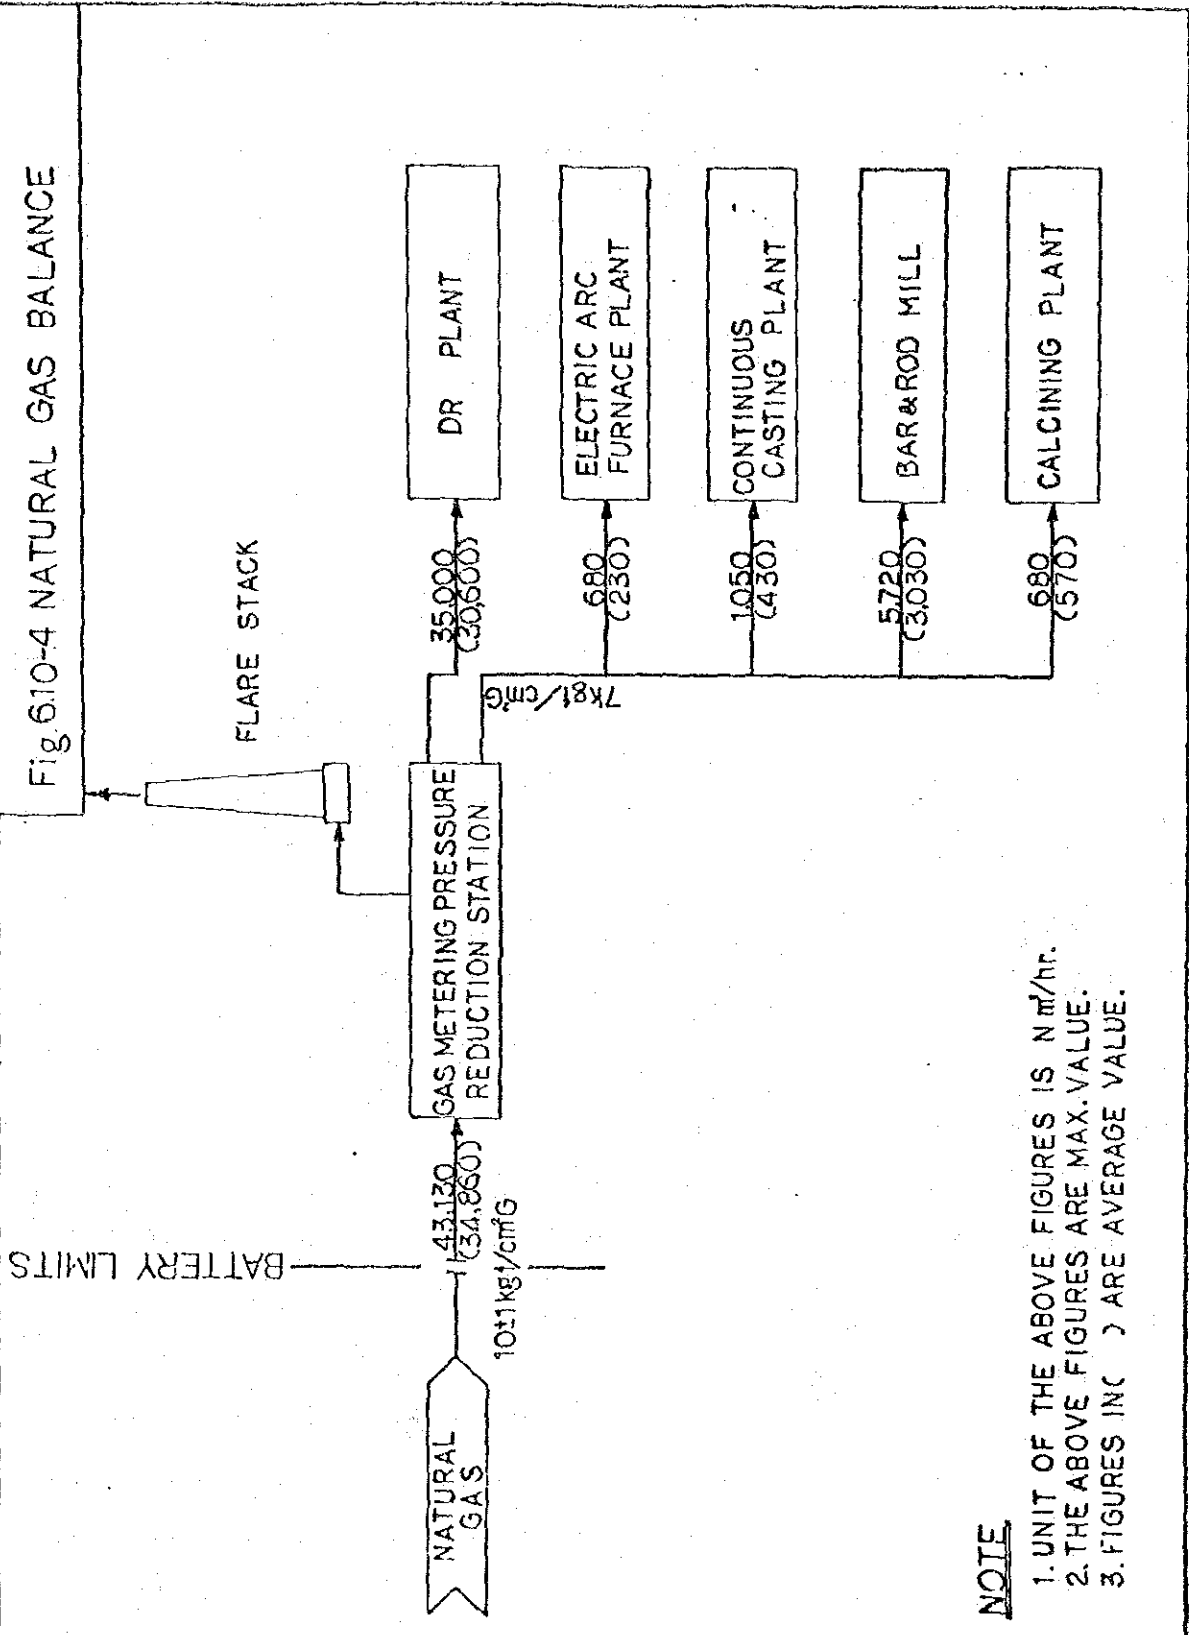 Fig. 6.10-4 NATURAL GAS BALANCE
FLARE STACK
BATTERY LIMITS
NATURAL
GAS
43,130
(34,860)
10±1kgf/cm²G
GAS METERING PRESSURE
REDUCTION STATION
7kgf/cm²G
35,000
(30,600)
DR PLANT
680
(230)
ELECTRIC ARC
FURNACE PLANT
1,050
(430)
CONTINUOUS
CASTING PLANT
5,720
(3,030)
BAR & ROD MILL
680
(570)
CALCINING PLANT
NOTE
1. UNIT OF THE ABOVE FIGURES IS N㎥/hr.
2. THE ABOVE FIGURES ARE MAX. VALUE.
3. FIGURES IN ( ) ARE AVERAGE VALUE.